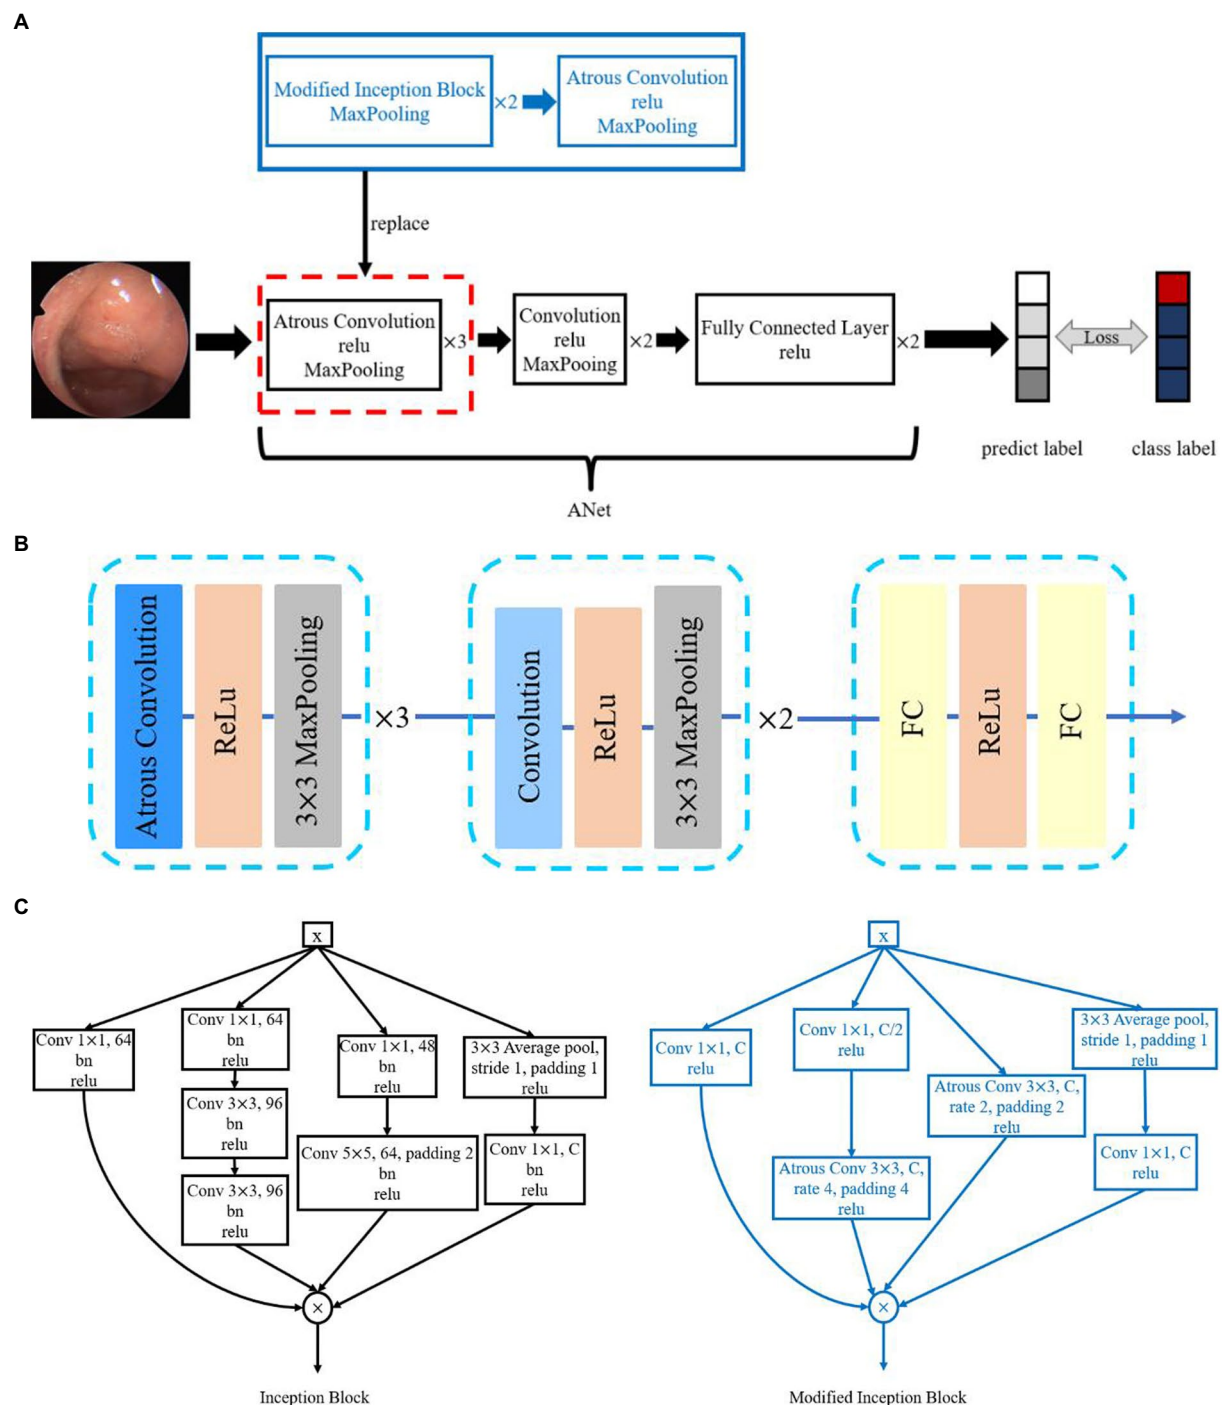 A
Modified Inception Block
MaxPooling
×2
Atrous Convolution
relu
MaxPooling
replace
Atrous Convolution
relu
MaxPooling
×3
Convolution
relu
MaxPooing
×2
Fully Connected Layer
relu
×2
Loss
predict label
class label
ANet
B
Atrous Convolution
ReLu
3×3 MaxPooling
×3
Convolution
ReLu
3×3 MaxPooling
×2
FC
ReLu
FC
C
x
Conv 1×1, 64
bn
relu
Conv 1×1, 64
bn
relu
Conv 3×3, 96
bn
relu
Conv 3×3, 96
bn
relu
Conv 1×1, 48
bn
relu
Conv 5×5, 64, padding 2
bn
relu
3×3 Average pool,
stride 1, padding 1
relu
Conv 1×1, C
bn
relu
×
Inception Block
x
Conv 1×1, C
relu
Conv 1×1, C/2
relu
Atrous Conv 3×3, C,
rate 4, padding 4
relu
Atrous Conv 3×3, C,
rate 2, padding 2
relu
3×3 Average pool,
stride 1, padding 1
relu
Conv 1×1, C
relu
×
Modified Inception Block